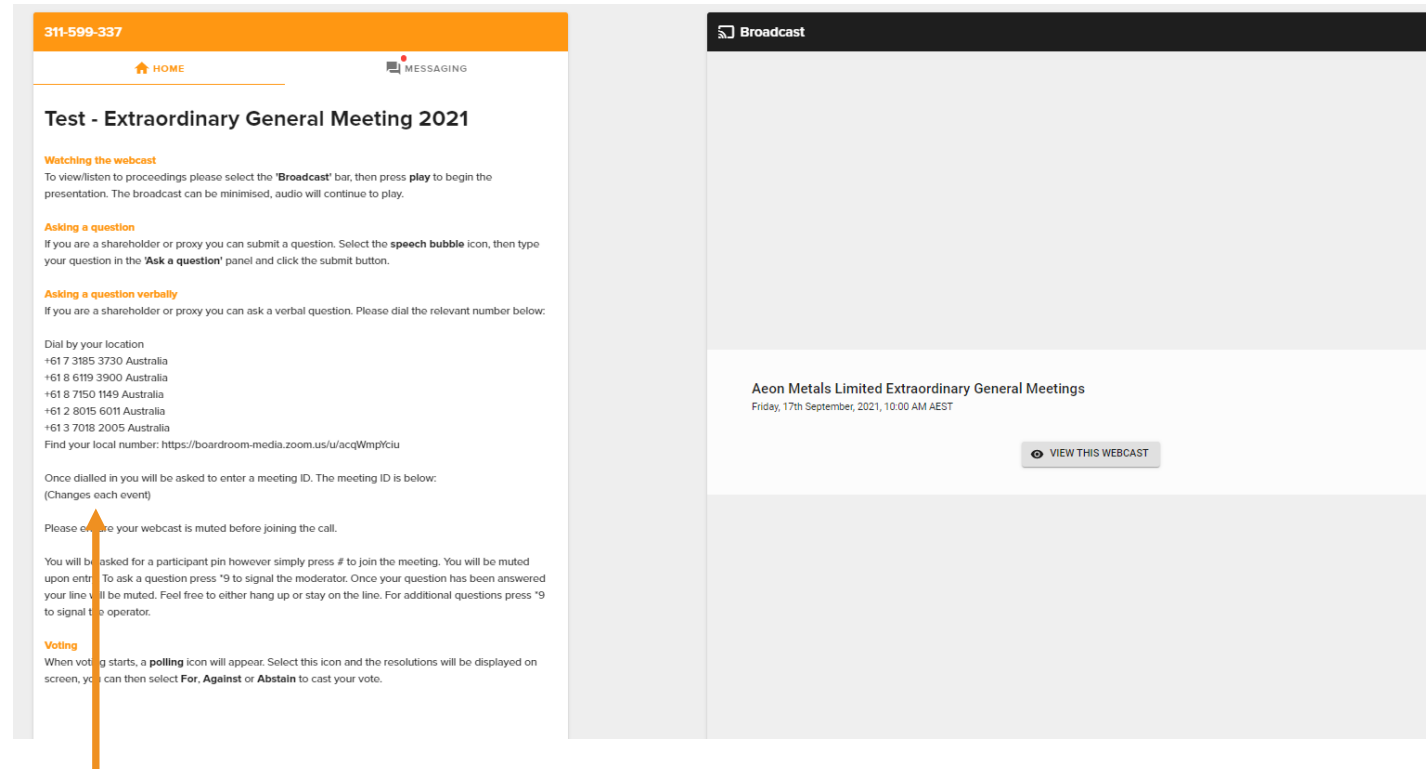 311-599-337
HOME
MESSAGING
Test - Extraordinary General Meeting 2021
Watching the webcast
To view/listen to proceedings please select the 'Broadcast' bar, then press play to begin the
presentation. The broadcast can be minimised, audio will continue to play.
Asking a question
If you are a shareholder or proxy you can submit a question. Select the speech bubble icon, then type
your question in the 'Ask a question' panel and click the submit button.
Asking a question verbally
If you are a shareholder or proxy you can ask a verbal question. Please dial the relevant number below:
Dial by your location
+61 7 3185 3730 Australia
+61 8 6119 3900 Australia
+61 8 7150 1149 Australia
+61 2 8015 6011 Australia
+61 3 7018 2005 Australia
Find your local number: https://boardroom-media.zoom.us/u/acqWmpYciu
Once dialled in you will be asked to enter a meeting ID. The meeting ID is below:
(Changes each event)
Please ensure your webcast is muted before joining the call.
You will be asked for a participant pin however simply press # to join the meeting. You will be muted
upon entry. To ask a question press *9 to signal the moderator. Once your question has been answered
your line will be muted. Feel free to either hang up or stay on the line. For additional questions press *9
to signal the operator.
Voting
When voting starts, a polling icon will appear. Select this icon and the resolutions will be displayed on
screen, you can then select For, Against or Abstain to cast your vote.
Broadcast
Aeon Metals Limited Extraordinary General Meetings
Friday, 17th September, 2021, 10:00 AM AEST
VIEW THIS WEBCAST